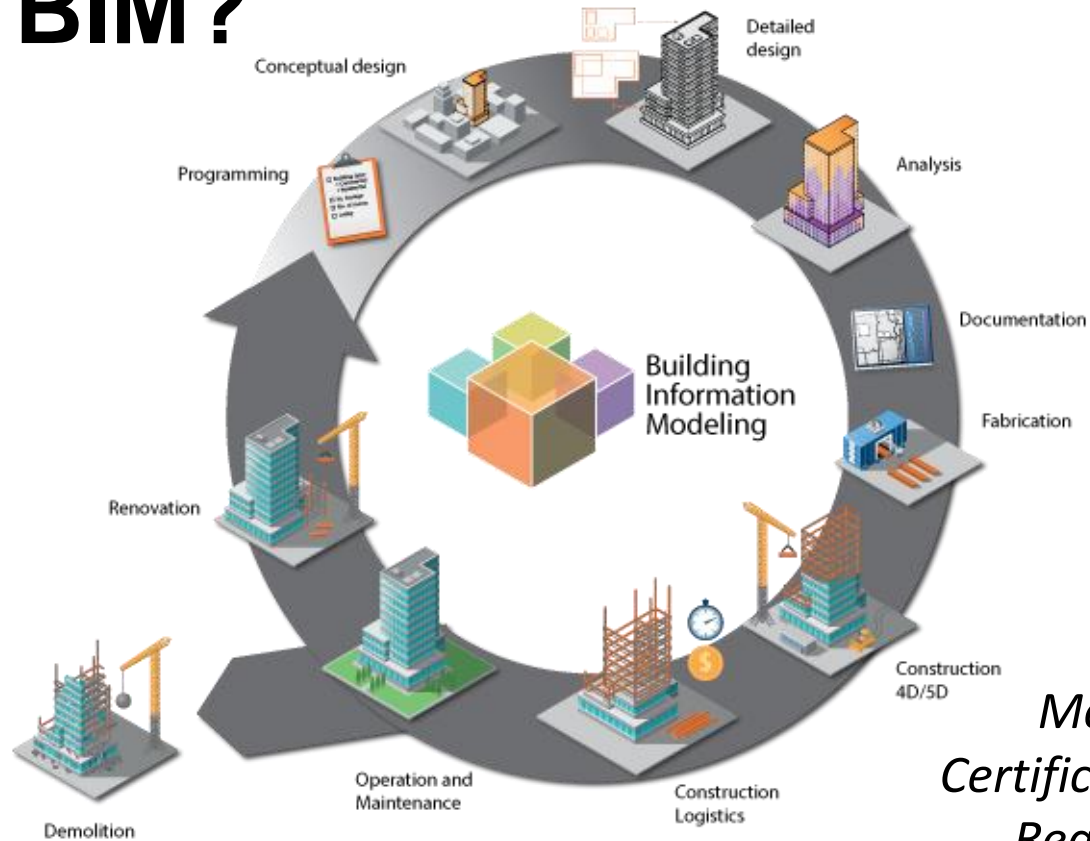 BIM?
Conceptual design
Detailed
design
Programming
Analysis
Documentation
Building
Information
Modeling
Fabrication
Renovation
Construction
4D/5D
Operation and
Maintenance
Construction
Logistics
Demolition
$